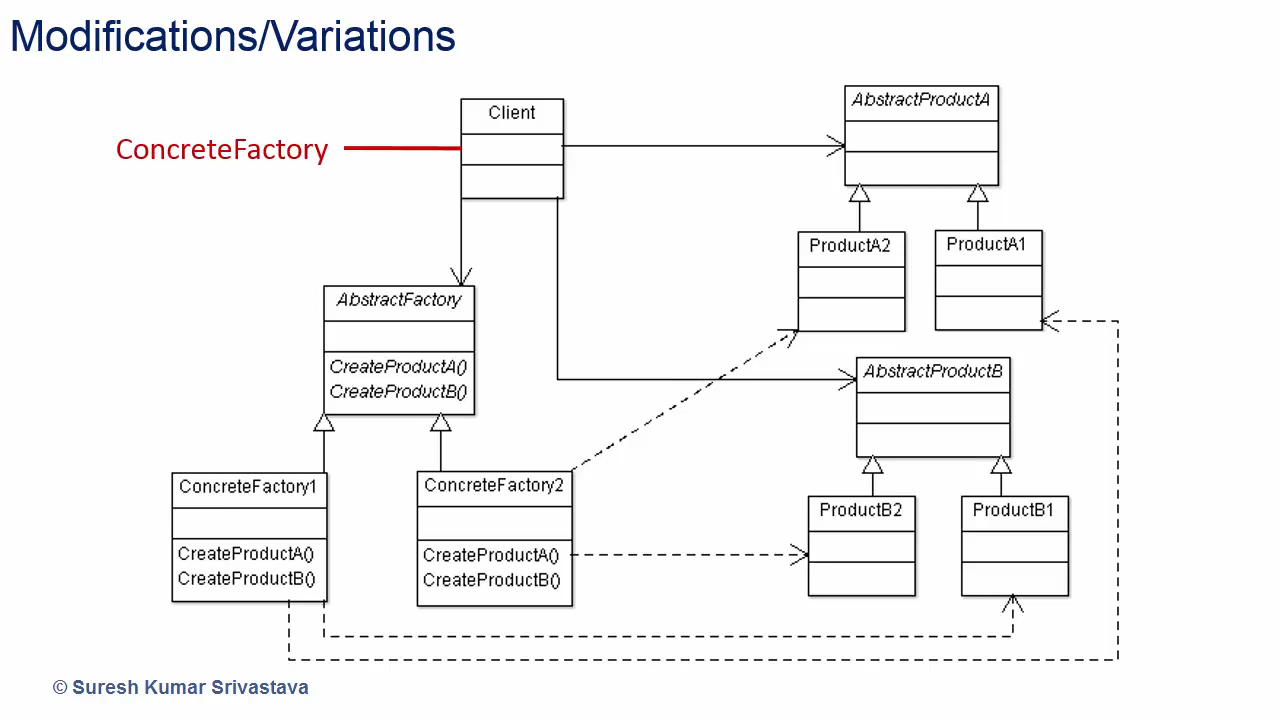 Modifications/Variations
ConcreteFactory
Client
AbstractProductA
ProductA2
ProductA1
AbstractFactory
CreateProductA()
CreateProductB()
AbstractProductB
ConcreteFactory1
CreateProductA()
CreateProductB()
ConcreteFactory2
CreateProductA()
CreateProductB()
ProductB2
ProductB1
© Suresh Kumar Srivastava